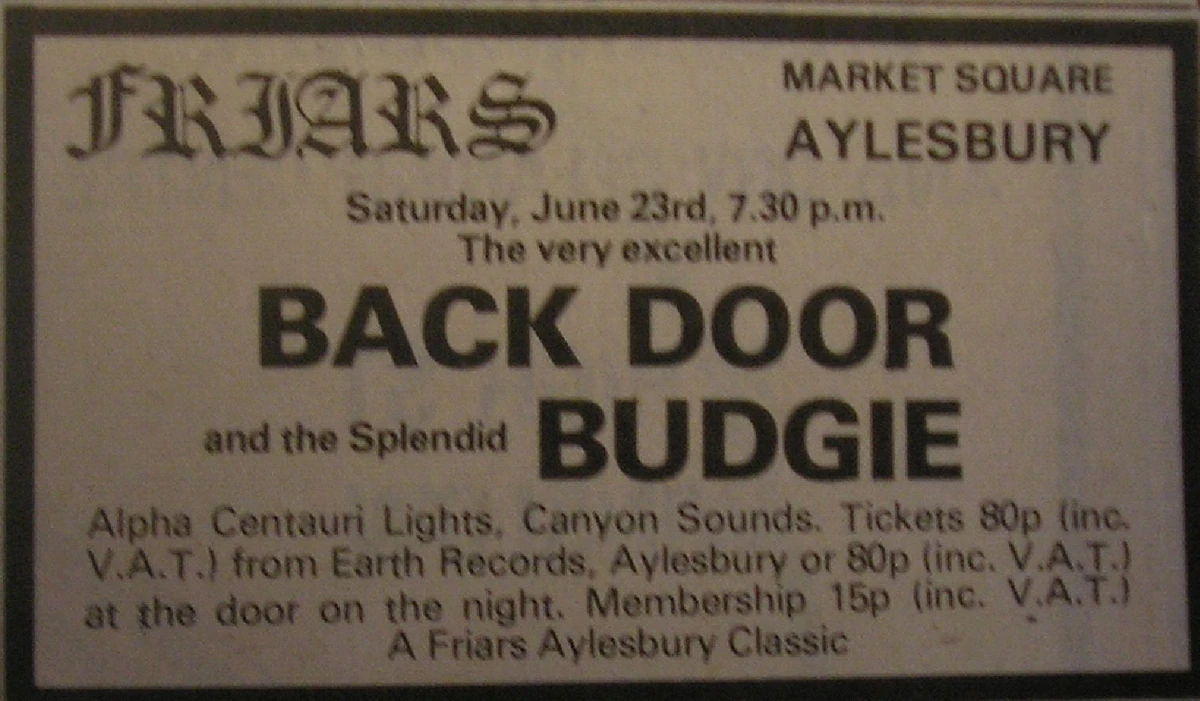 FRIARS
MARKET SQUARE
AYLESBURY
Saturday, June 23rd, 7.30 p.m.
The very excellent
BACK DOOR
and the Splendid BUDGIE
Alpha Centauri Lights, Canyon Sounds. Tickets 80p (inc.
V.A.T.) from Earth Records, Aylesbury or 80p (inc. V.A.T.)
at the door on the night. Membership 15p (inc. V.A.T.)
A Friars Aylesbury Classic